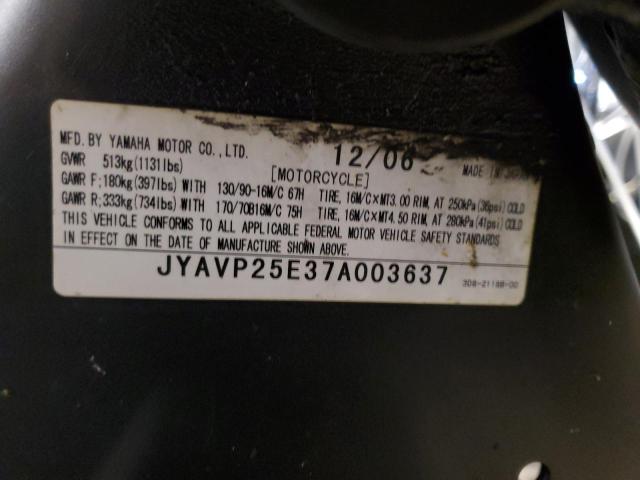 MFD. BY YAMAHA MOTOR CO., LTD. 12/06 MADE IN JAPAN
GVWR 513kg(1131lbs) [MOTORCYCLE]
GAWR F:180kg(397lbs) WITH 130/90-16M/C 67H TIRE, 16M/C×MT3.00 RIM, AT 250kPa(36psi)COLD
GAWR R:333kg(734lbs) WITH 170/70B16M/C 75H TIRE, 16M/C×MT4.50 RIM, AT 280kPa(41psi)COLD
THIS VEHICLE CONFORMS TO ALL APPLICABLE FEDERAL MOTOR VEHICLE SAFETY STANDARDS
IN EFFECT ON THE DATE OF MANUFACTURE SHOWN ABOVE.
JYAVP25E37A003637
3D8-2118B-00